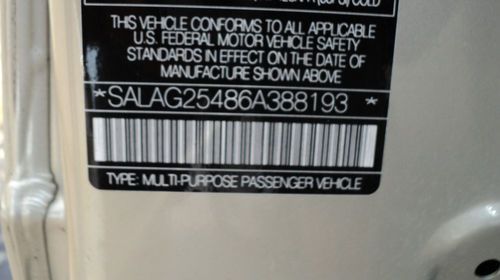 COLD
THIS VEHICLE CONFORMS TO ALL APPLICABLE
U.S. FEDERAL MOTOR VEHICLE SAFETY
STANDARDS IN EFFECT ON THE DATE OF
MANUFACTURE SHOWN ABOVE
*SALAG25486A388193 *
TYPE: MULTI-PURPOSE PASSENGER VEHICLE